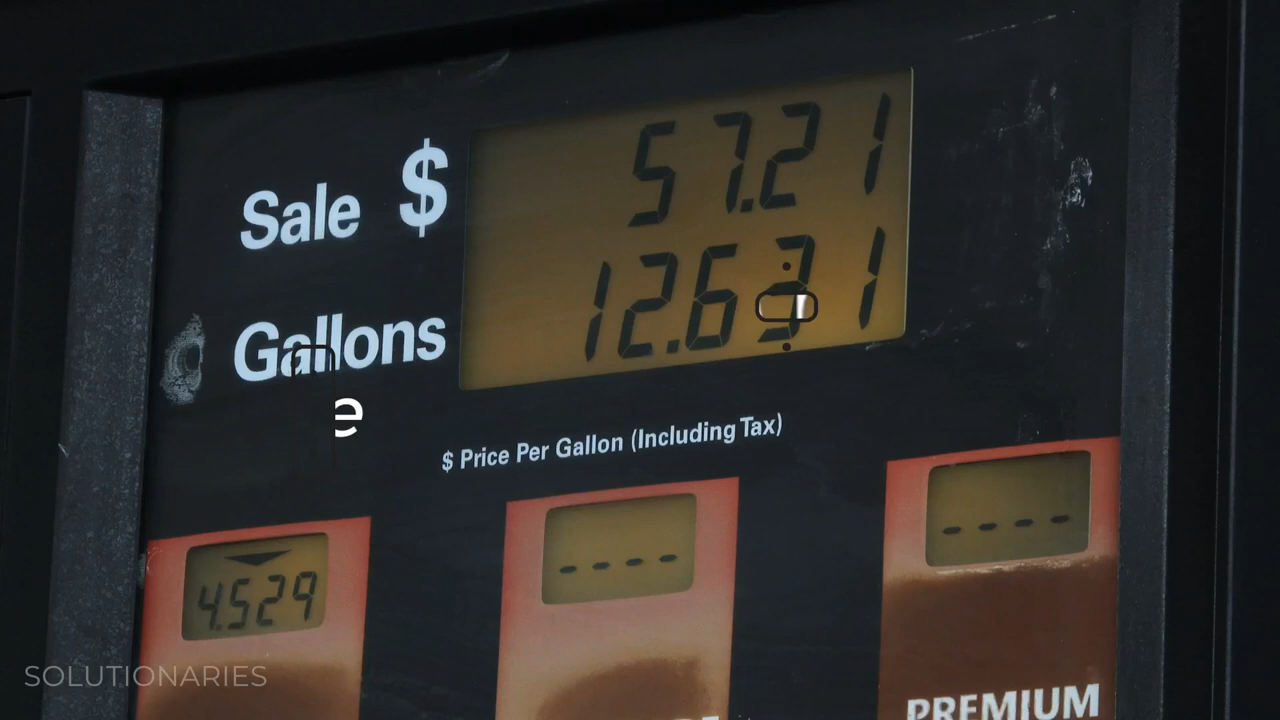 Sale $ 57.21
Gallons 12.631
e
$ Price Per Gallon (Including Tax)
4.529
- - - -
- - - -
PREMIUM
SOLUTIONARIES